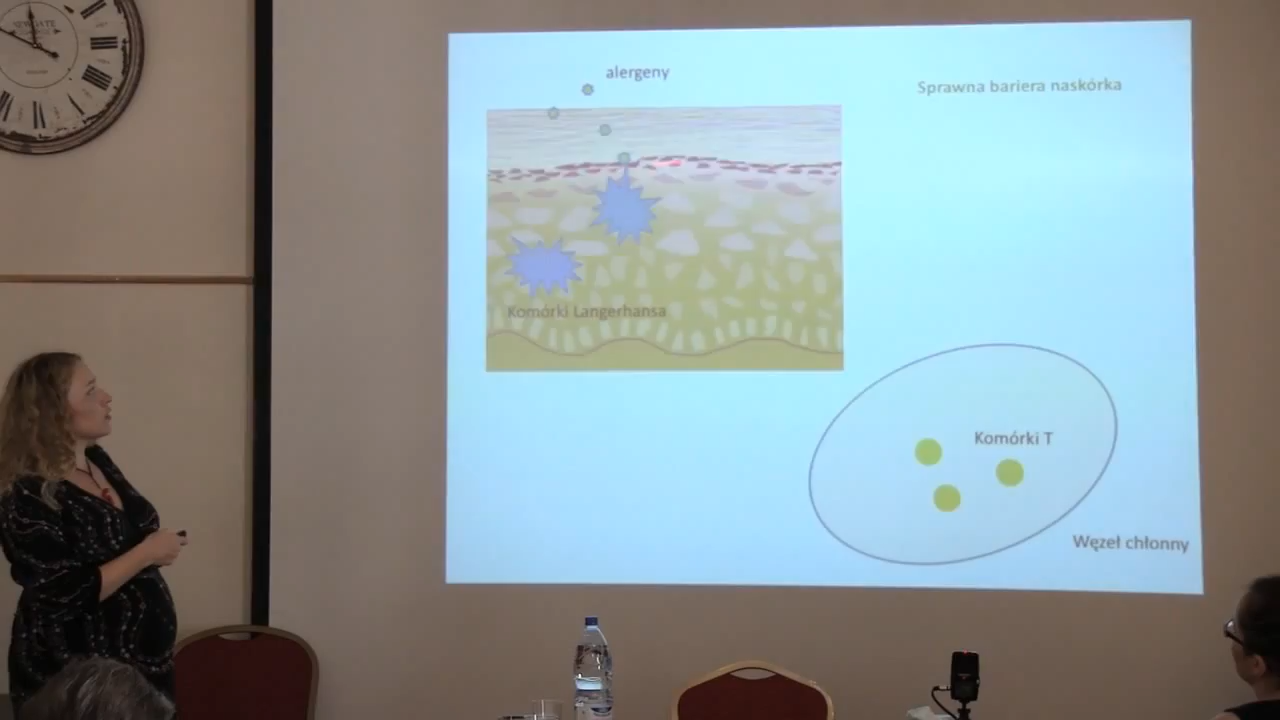 alergeny
Sprawna bariera naskórka
Komórki Langerhansa
Komórki T
Węzeł chłonny